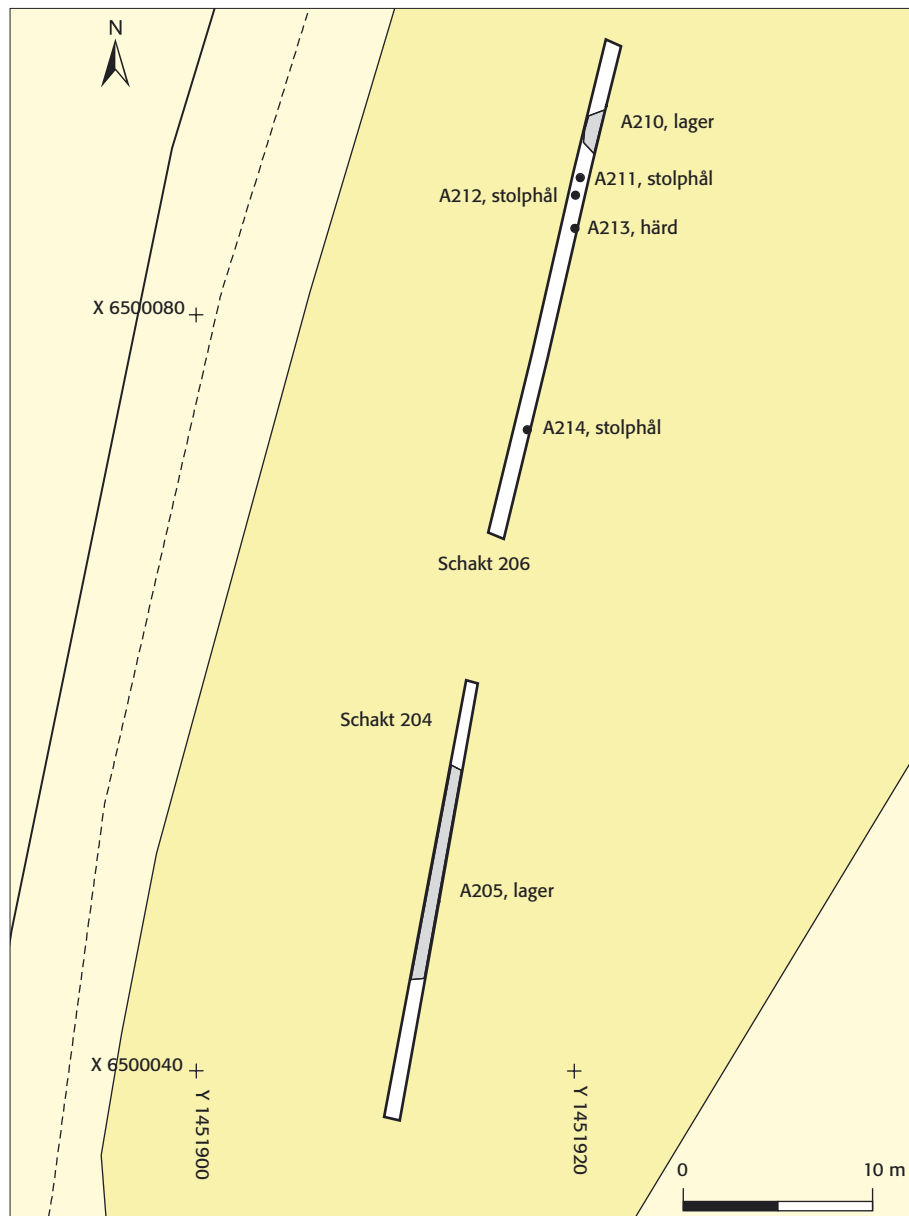 N
A210, lager
A211, stolphål
A212, stolphål
A213, härd
X 6500080
A214, stolphål
Schakt 206
Schakt 204
A205, lager
X 6500040
Y 1451900
Y 1451920
0 10 m